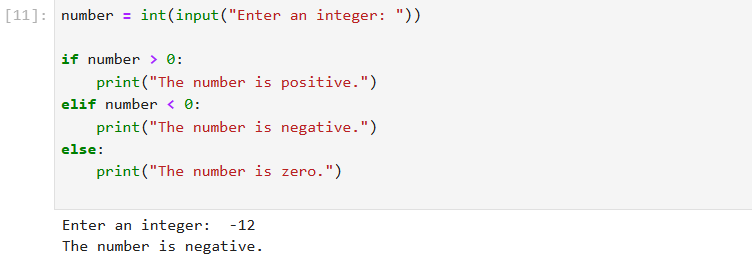 [11]: number = int(input("Enter an integer: "))
if number > 0:
    print("The number is positive.")
elif number < 0:
    print("The number is negative.")
else:
    print("The number is zero.")
Enter an integer:  -12
The number is negative.